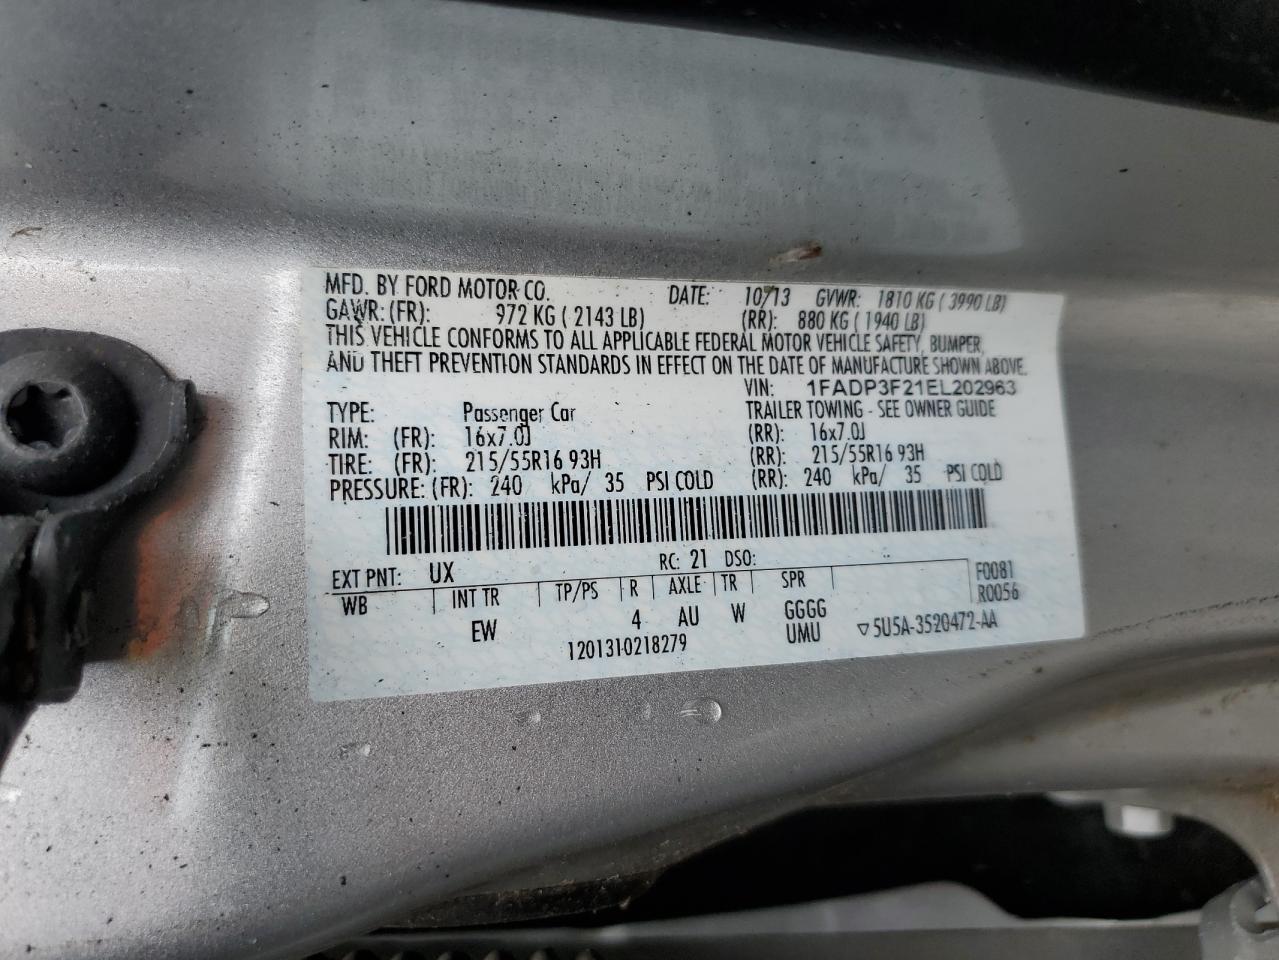 MFD. BY FORD MOTOR CO. DATE: 10/13 GVWR: 1810 KG ( 3990 LB)
GAWR: (FR): 972 KG ( 2143 LB) (RR): 880 KG ( 1940 LB)
THIS VEHICLE CONFORMS TO ALL APPLICABLE FEDERAL MOTOR VEHICLE SAFETY, BUMPER,
AND THEFT PREVENTION STANDARDS IN EFFECT ON THE DATE OF MANUFACTURE SHOWN ABOVE.
VIN: 1FADP3F21EL202963
TYPE: Passenger Car TRAILER TOWING - SEE OWNER GUIDE
RIM: (FR): 16x7.0J (RR): 16x7.0J
TIRE: (FR): 215/55R16 93H (RR): 215/55R16 93H
PRESSURE: (FR): 240 kPa/ 35 PSI COLD (RR): 240 kPa/ 35 PSI COLD
EXT PNT: UX RC: 21 DSO:
WB INT TR TP/PS R AXLE TR SPR F0081
R0056
EW 4 AU W GGGG
UMU ▽5U5A-3520472-AA
1201310218279